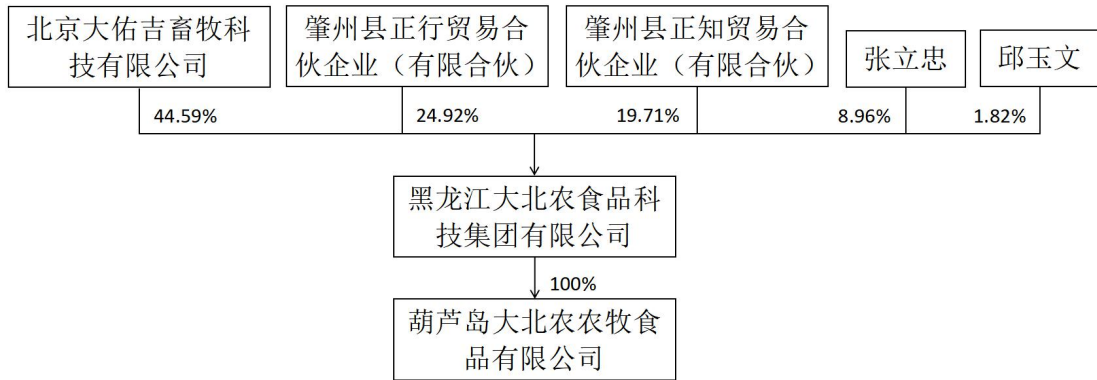 北京大佑吉畜牧科
技有限公司
肇州县正行贸易合
伙企业（有限合伙）
肇州县正知贸易合
伙企业（有限合伙）
张立忠
邱玉文
44.59%
24.92%
19.71%
8.96%
1.82%
黑龙江大北农食品科
技集团有限公司
100%
葫芦岛大北农农牧食
品有限公司